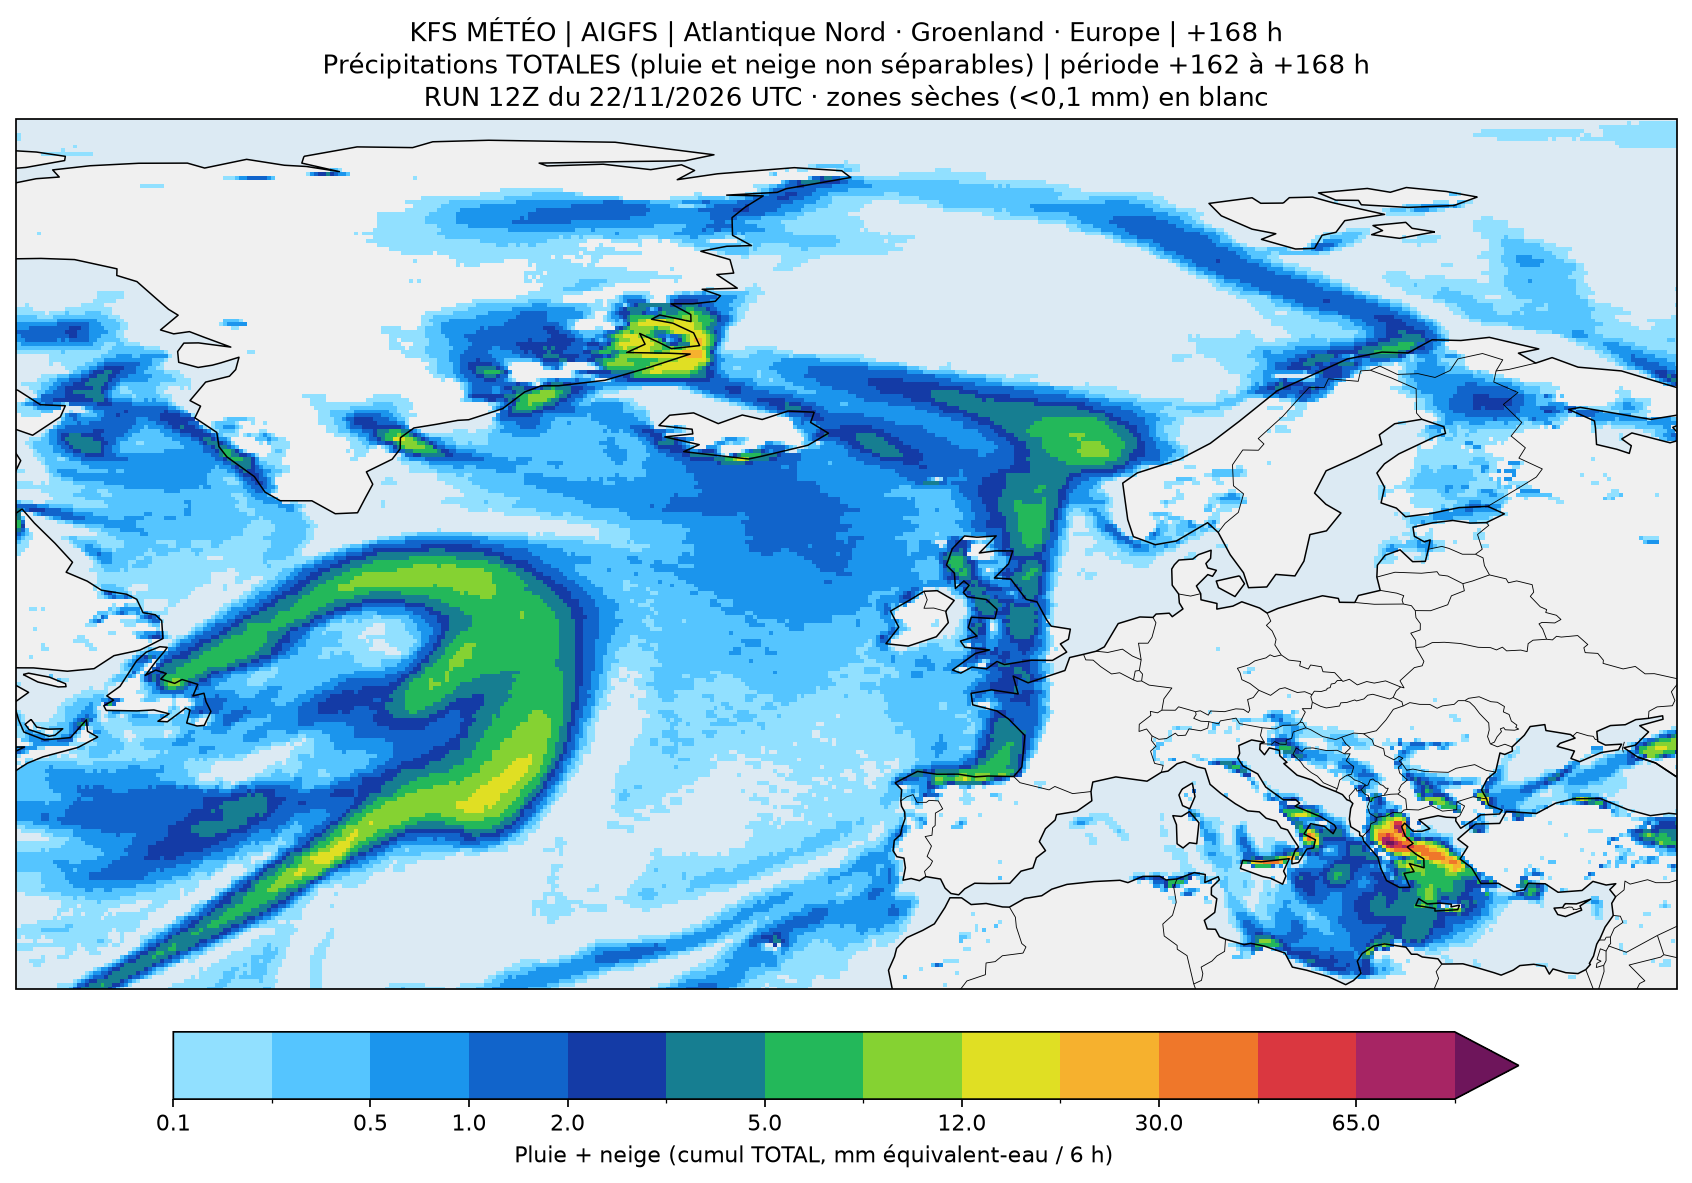 KFS MÉTÉO | AIGFS | Atlantique Nord · Groenland · Europe | +168 h
Précipitations TOTALES (pluie et neige non séparables) | période +162 à +168 h
RUN 12Z du 22/11/2026 UTC · zones sèches (<0,1 mm) en blanc
0.1 0.5 1.0 2.0 5.0 12.0 30.0 65.0
Pluie + neige (cumul TOTAL, mm équivalent-eau / 6 h)